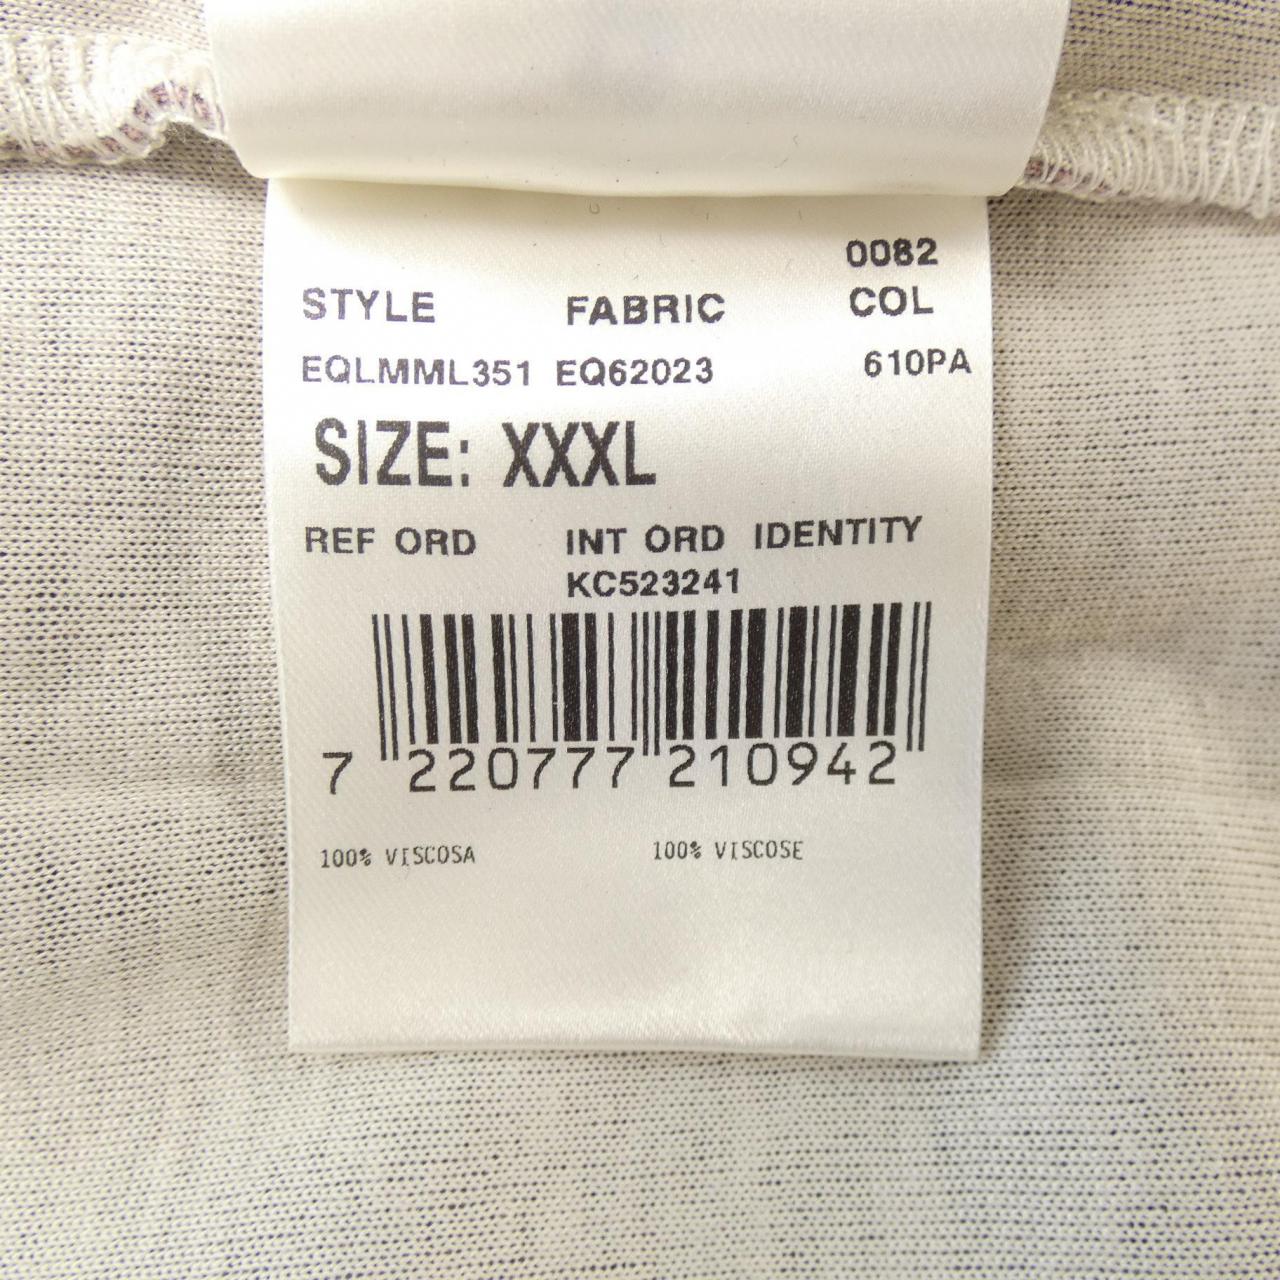 0082
STYLE FABRIC COL
EQLMML351 EQ62023 610PA
SIZE: XXXL
REF ORD INT ORD IDENTITY
KC523241
7 220777 210942
100% VISCOSA 100% VISCOSE